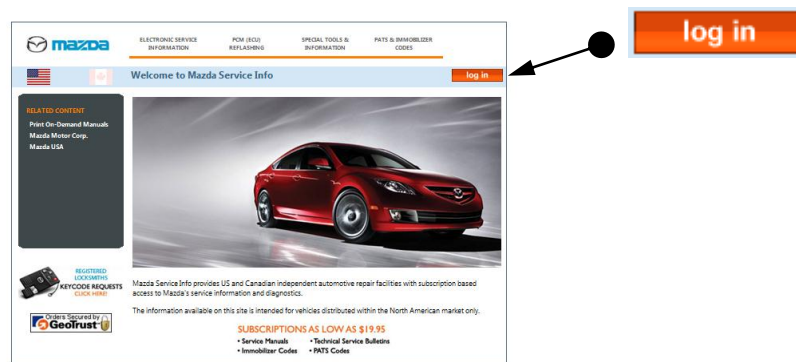 mazda
ELECTRONIC SERVICE
INFORMATION
PCM (ECU)
REFLASHING
SPECIAL TOOLS &
INFORMATION
PATS & IMMOBILIZER
CODES
log in
Welcome to Mazda Service Info
log in
RELATED CONTENT
Print On-Demand Manuals
Mazda Motor Corp.
Mazda USA
REGISTERED
LOCKSMITHS
KEYCODE REQUESTS
CLICK HERE!
Orders Secured by
GeoTrust
Mazda Service Info provides US and Canadian independent automotive repair facilities with subscription based
access to Mazda's service information and diagnostics.
The information available on this site is intended for vehicles distributed within the North American market only.
SUBSCRIPTIONS AS LOW AS $19.95
• Service Manuals • Technical Service Bulletins
• Immobilizer Codes • PATS Codes